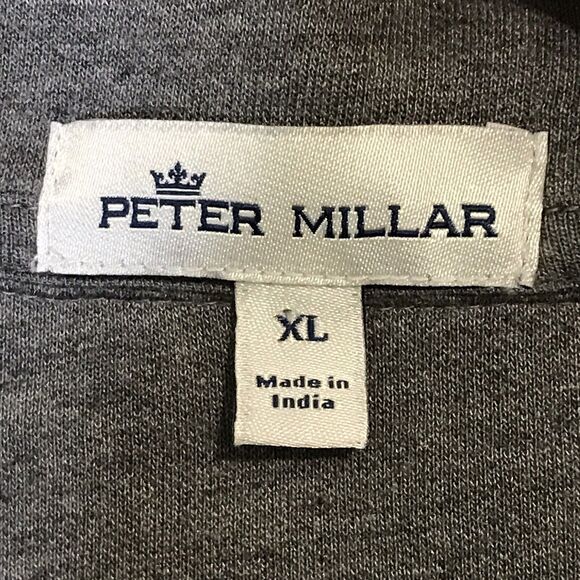 PETER MILLAR
XL
Made in
India